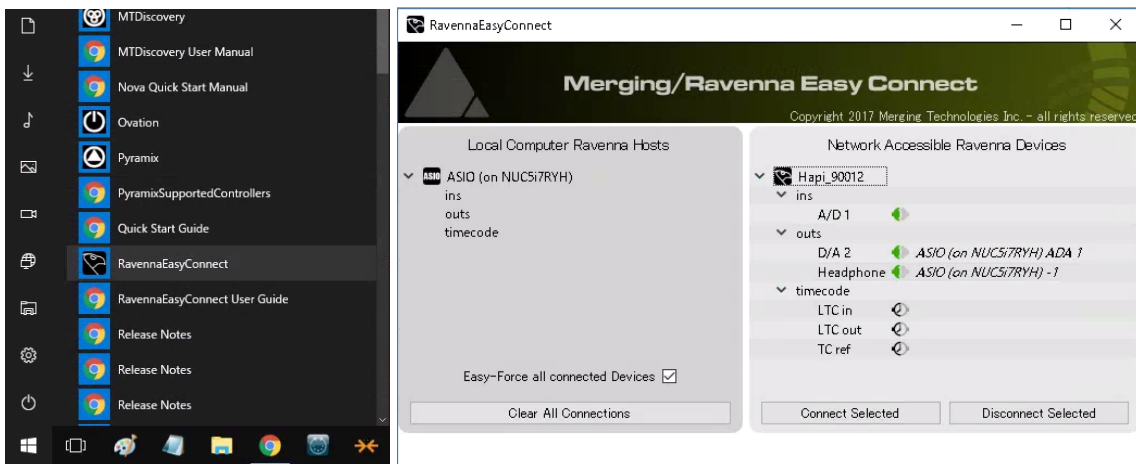 MTDiscovery
MTDiscovery User Manual
Nova Quick Start Manual
Ovation
Pyramix
PyramixSupportedControllers
Quick Start Guide
RavennaEasyConnect
RavennaEasyConnect User Guide
Release Notes
Release Notes
Release Notes
RavennaEasyConnect
Merging/Ravenna Easy Connect
Copyright 2017 Merging Technologies Inc. - all rights reserved
Local Computer Ravenna Hosts
ASIO ASIO (on NUC5i7RYH)
ins
outs
timecode
Easy-Force all connected Devices
Clear All Connections
Network Accessible Ravenna Devices
Hapi_90012
ins
A/D 1
outs
D/A 2 ASIO (on NUC5i7RYH) ADA 1
Headphone ASIO (on NUC5i7RYH) -1
timecode
LTC in
LTC out
TC ref
Connect Selected Disconnect Selected